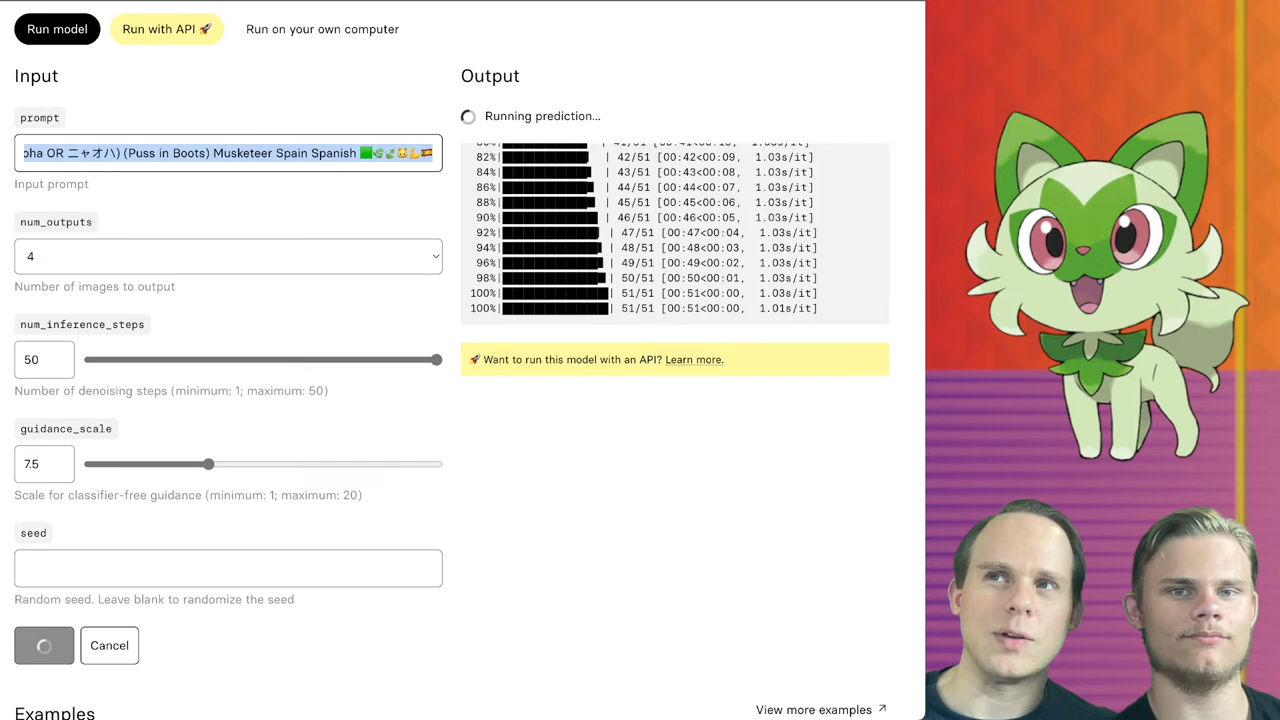 Run model
Run with API 🚀
Run on your own computer
Input
prompt
oha OR ニャオハ) (Puss in Boots) Musketeer Spain Spanish 🟩🌿🍃🐱💪🇪🇸
Input prompt
num_outputs
4
Number of images to output
num_inference_steps
50
Number of denoising steps (minimum: 1; maximum: 50)
guidance_scale
7.5
Scale for classifier-free guidance (minimum: 1; maximum: 20)
seed
Random seed. Leave blank to randomize the seed
Cancel
Examples
Output
Running prediction...
82%| | 42/51 [00:42<00:09, 1.03s/it]
84%| | 43/51 [00:43<00:08, 1.03s/it]
86%| | 44/51 [00:44<00:07, 1.03s/it]
88%| | 45/51 [00:45<00:06, 1.03s/it]
90%| | 46/51 [00:46<00:05, 1.03s/it]
92%| | 47/51 [00:47<00:04, 1.03s/it]
94%| | 48/51 [00:48<00:03, 1.03s/it]
96%| | 49/51 [00:49<00:02, 1.03s/it]
98%| | 50/51 [00:50<00:01, 1.03s/it]
100%| | 51/51 [00:51<00:00, 1.03s/it]
100%| | 51/51 [00:51<00:00, 1.01s/it]
🚀 Want to run this model with an API? Learn more.
View more examples ↗